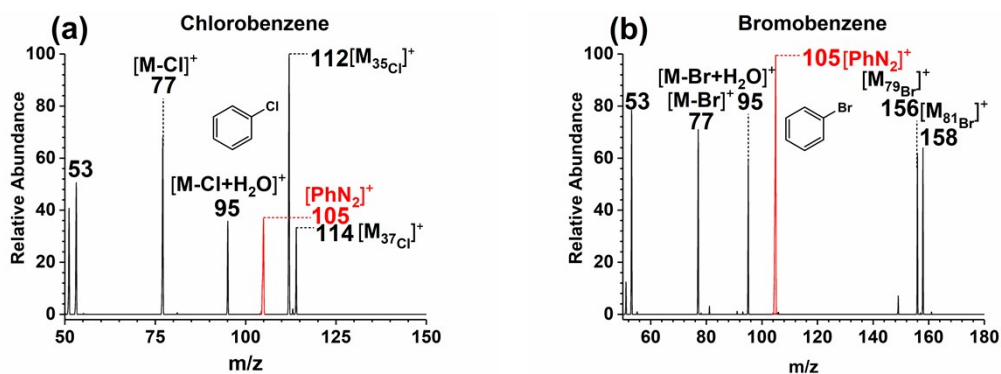 (a)
Chlorobenzene
Relative Abundance
100
80
60
40
20
0
53
[M-Cl]⁺
77
Cl
[M-Cl+H₂O]⁺
95
112[M₃₅Cl]⁺
[PhN₂]⁺
105
114 [M₃₇Cl]⁺
50 75 100 125 150
m/z
(b)
Bromobenzene
Relative Abundance
100
80
60
40
20
0
53
[M-Br+H₂O]⁺
[M-Br]⁺ 95
77
105[PhN₂]⁺
Br
[M₇₉Br]⁺
156 [M₈₁Br]⁺
158
60 80 100 120 140 160 180
m/z